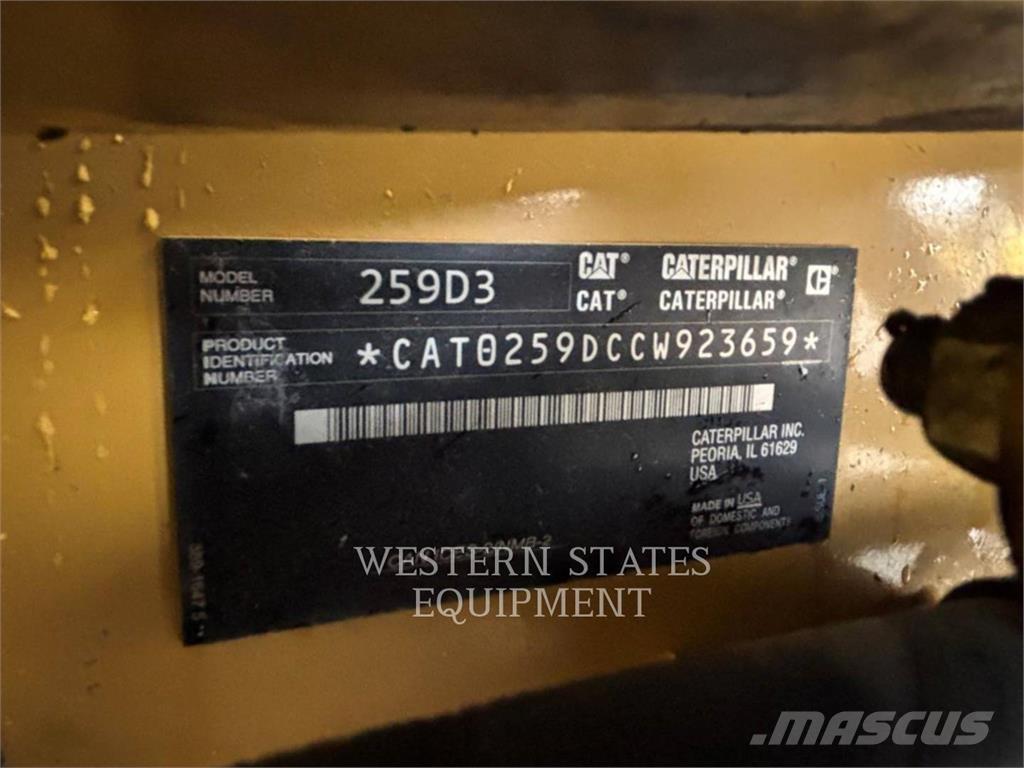 MODEL
NUMBER
259D3
CAT® CATERPILLAR®
CAT® CATERPILLAR®
PRODUCT
IDENTIFICATION
NUMBER
*CAT0259DCCW923659*
CATERPILLAR INC.
PEORIA, IL 61629
USA
MADE IN USA
OF DOMESTIC AND
FOREIGN COMPONENTS
WESTERN STATES
EQUIPMENT
MASCUS